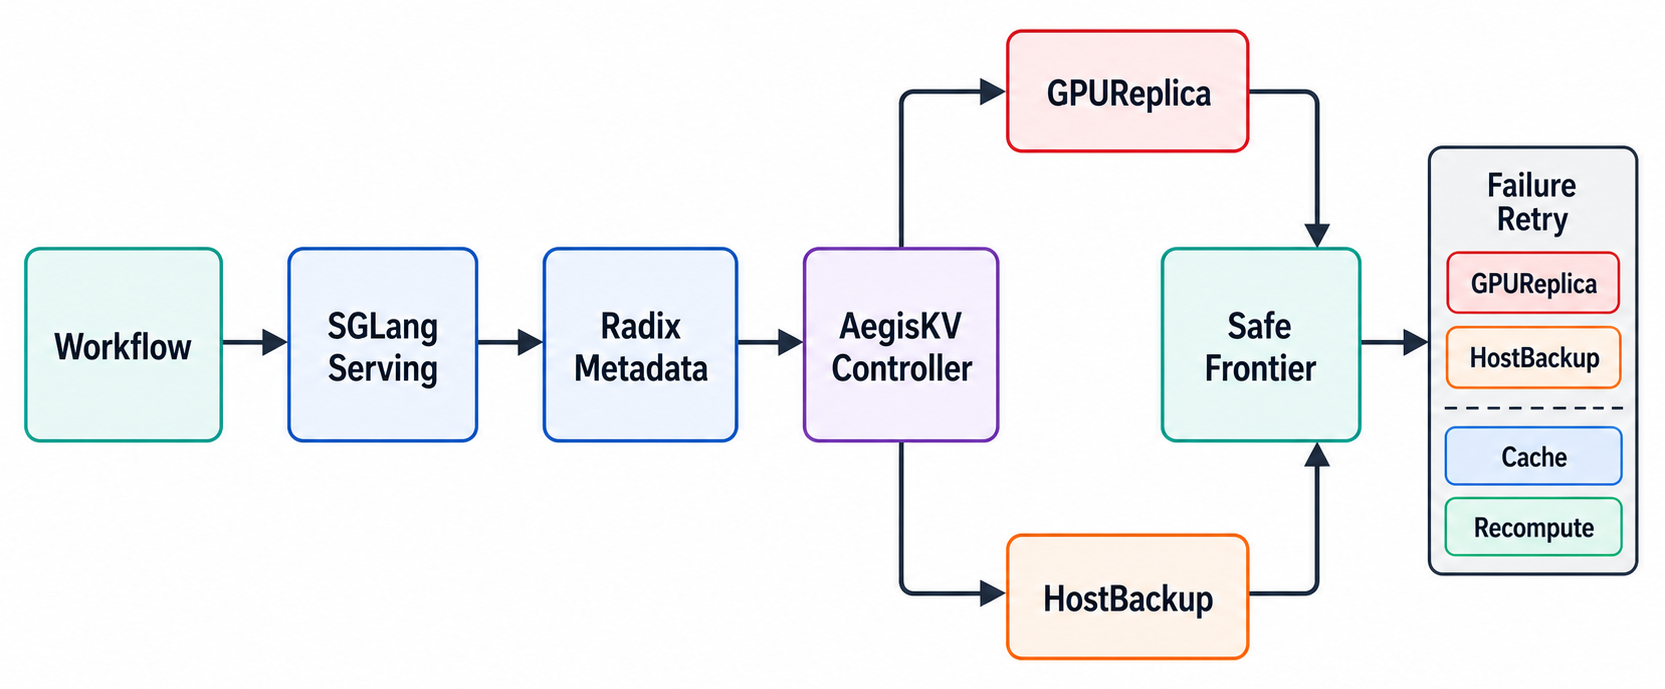 Workflow
SGLang
Serving
Radix
Metadata
AegisKV
Controller
GPUReplica
HostBackup
Safe
Frontier
Failure
Retry
GPUReplica
HostBackup
Cache
Recompute